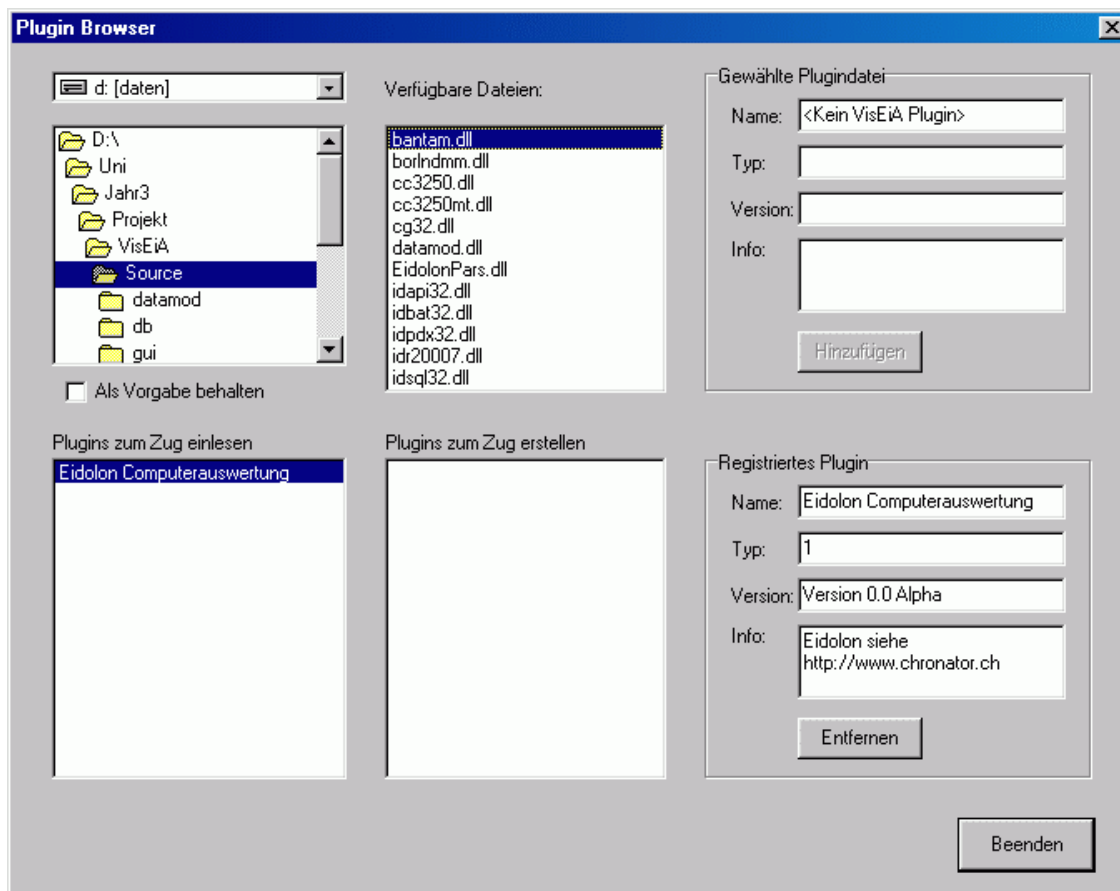 Plugin Browser
d: [daten]
D:\
Uni
Jahr3
Projekt
VisEiA
Source
datamod
db
gui
Als Vorgabe behalten
Verfügbare Dateien:
bantam.dll
borlndmm.dll
cc3250.dll
cc3250mt.dll
cg32.dll
datamod.dll
EidolonPars.dll
idapi32.dll
idbat32.dll
idpdx32.dll
idr20007.dll
idsql32.dll
Gewählte Plugindatei
Name: <Kein VisEiA Plugin>
Typ:
Version:
Info:
Hinzufügen
Plugins zum Zug einlesen
Eidolon Computerauswertung
Plugins zum Zug erstellen
Registriertes Plugin
Name: Eidolon Computerauswertung
Typ: 1
Version: Version 0.0 Alpha
Info: Eidolon siehe
http://www.chronator.ch
Entfernen
Beenden